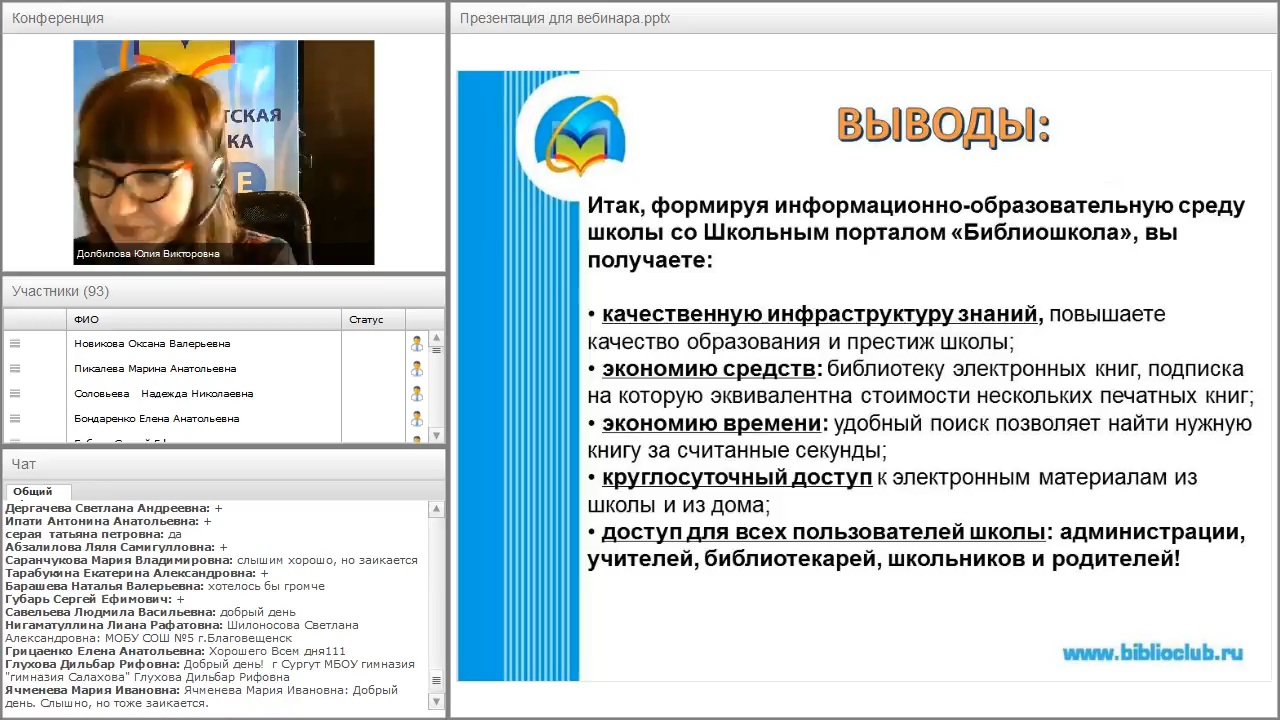 Конференция
ТСКАЯ
КА
Е
Долбилова Юлия Викторовна
Участники (93)
ФИО
Статус
Новикова Оксана Валерьевна
Пикалева Марина Анатольевна
Соловьева Надежда Николаевна
Бондаренко Елена Анатольевна
Чат
Общий
Дергачева Светлана Андреевна: +
Ипати Антонина Анатольевна: +
серая татьяна петровна: да
Абзалилова Ляля Самигулловна: +
Саранчукова Мария Владимировна: слышим хорошо, но заикается
Тарабукина Екатерина Александровна: +
Барашева Наталья Валерьевна: хотелось бы громче
Губарь Сергей Ефимович: +
Савельева Людмила Васильевна: добрый день
Нигаматуллина Лиана Рафатовна: Шилоносова Светлана
Александровна: МОБУ СОШ №5 г.Благовещенск
Грицаенко Елена Анатольевна: Хорошего Всем дня111
Глухова Дильбар Рифовна: Добрый день! г Сургут МБОУ гимназия
"гимназия Салахова" Глухова Дильбар Рифовна
Ячменева Мария Ивановна: Ячменева Мария Ивановна: Добрый
день. Слышно, но тоже заикается.
Презентация для вебинара.pptx
ВЫВОДЫ:
Итак, формируя информационно-образовательную среду
школы со Школьным порталом «Библиошкола», вы
получаете:
• качественную инфраструктуру знаний, повышаете
качество образования и престиж школы;
• экономию средств: библиотеку электронных книг, подписка
на которую эквивалентна стоимости нескольких печатных книг;
• экономию времени: удобный поиск позволяет найти нужную
книгу за считанные секунды;
• круглосуточный доступ к электронным материалам из
школы и из дома;
• доступ для всех пользователей школы: администрации,
учителей, библиотекарей, школьников и родителей!
www.biblioclub.ru